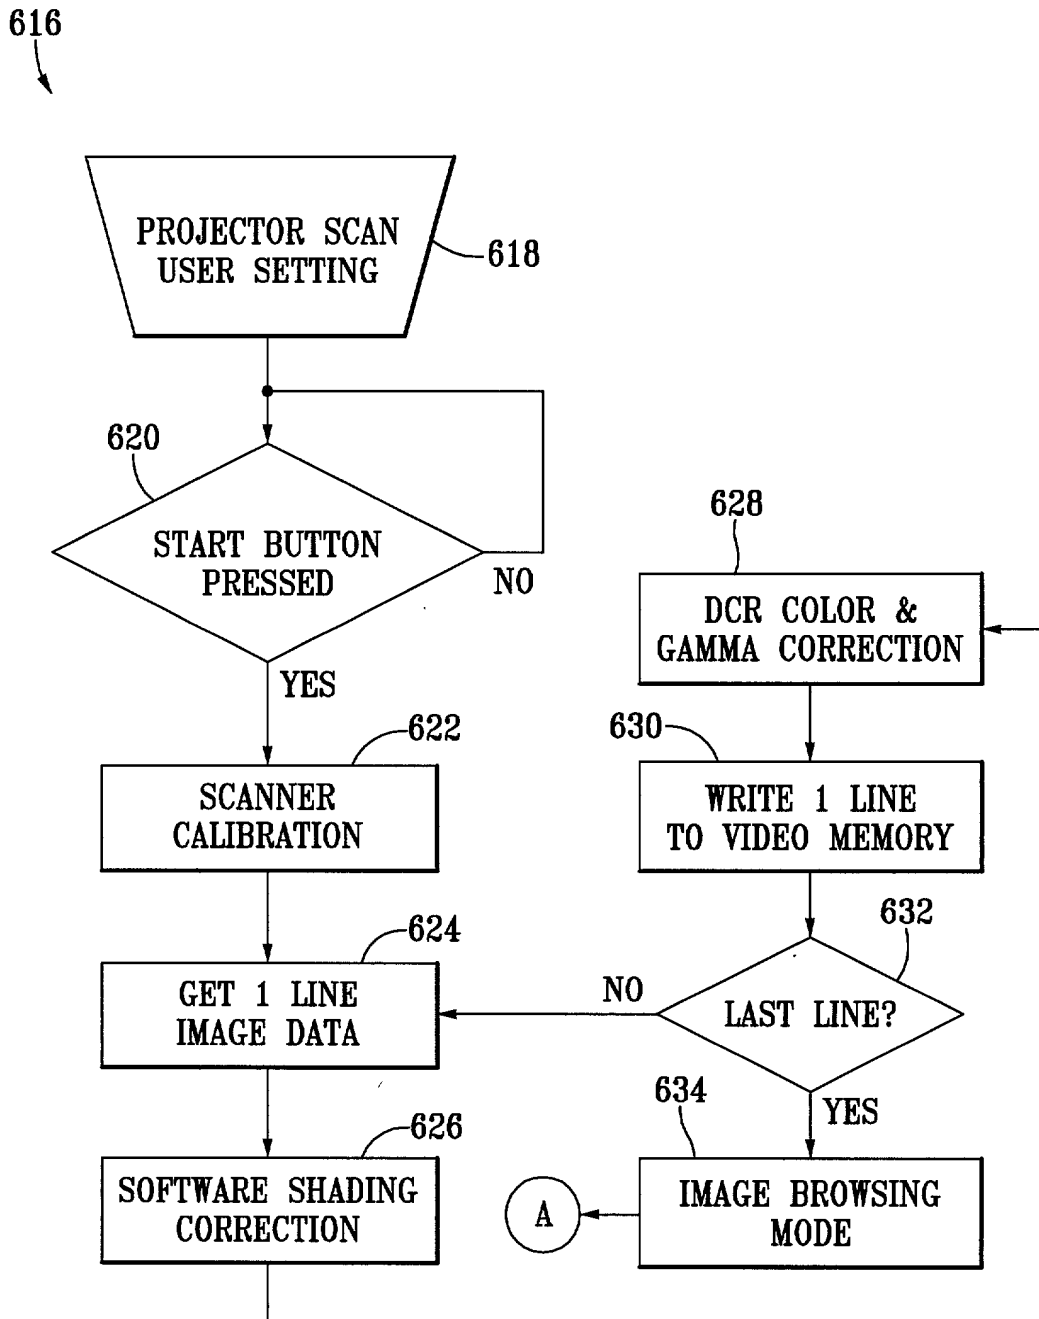 616
PROJECTOR SCAN
USER SETTING
618
620
START BUTTON
PRESSED
NO
YES
622
SCANNER
CALIBRATION
624
GET 1 LINE
IMAGE DATA
626
SOFTWARE SHADING
CORRECTION
628
DCR COLOR &
GAMMA CORRECTION
630
WRITE 1 LINE
TO VIDEO MEMORY
632
LAST LINE?
NO
YES
634
IMAGE BROWSING
MODE
A